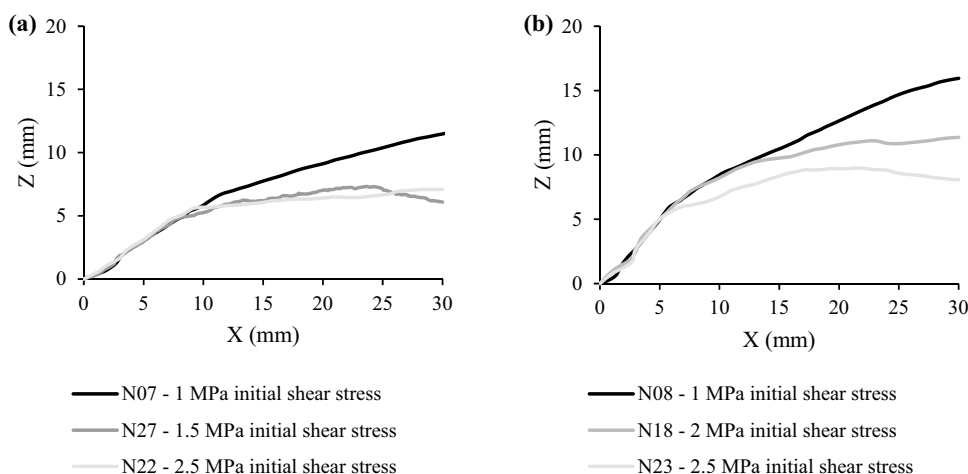 (a)
20
15
10
5
0
Z (mm)
0 5 10 15 20 25 30
X (mm)
N07 - 1 MPa initial shear stress
N27 - 1.5 MPa initial shear stress
N22 - 2.5 MPa initial shear stress
(b)
20
15
10
5
0
Z (mm)
0 5 10 15 20 25 30
X (mm)
N08 - 1 MPa initial shear stress
N18 - 2 MPa initial shear stress
N23 - 2.5 MPa initial shear stress